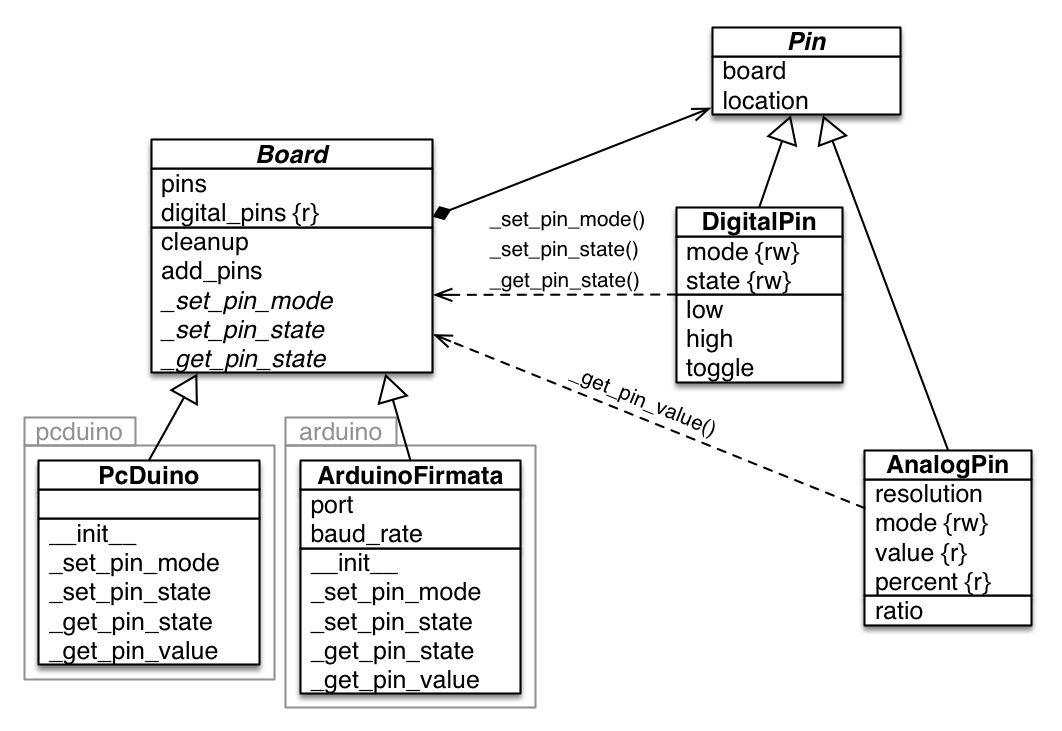 Pin
board
location
Board
pins
digital_pins {r}
cleanup
add_pins
_set_pin_mode
_set_pin_state
_get_pin_state
_set_pin_mode()
_set_pin_state()
_get_pin_state()
DigitalPin
mode {rw}
state {rw}
low
high
toggle
_get_pin_value()
pcduino
PcDuino
__init__
_set_pin_mode
_set_pin_state
_get_pin_state
_get_pin_value
arduino
ArduinoFirmata
port
baud_rate
__init__
_set_pin_mode
_set_pin_state
_get_pin_state
_get_pin_value
AnalogPin
resolution
mode {rw}
value {r}
percent {r}
ratio